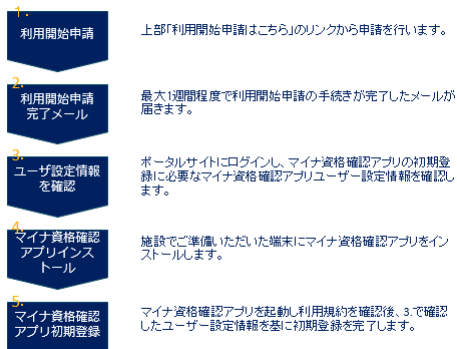 1.
利用開始申請
上部「利用開始申請はこちら」のリンクから申請を行います。
2.
利用開始申請
完了メール
最大1週間程度で利用開始申請の手続きが完了したメールが
届きます。
3.
ユーザ設定情報
を確認
ポータルサイトにログインし、マイナ資格確認アプリの初期登
録に必要なマイナ資格確認アプリユーザー設定情報を確認し
ます。
4.
マイナ資格確認
アプリインス
トール
施設でご準備いただいた端末にマイナ資格確認アプリをイン
ストールします。
5.
マイナ資格確認
アプリ初期登録
マイナ資格確認アプリを起動し利用規約を確認後、3.で確認
したユーザー設定情報を基に初期登録を完了します。